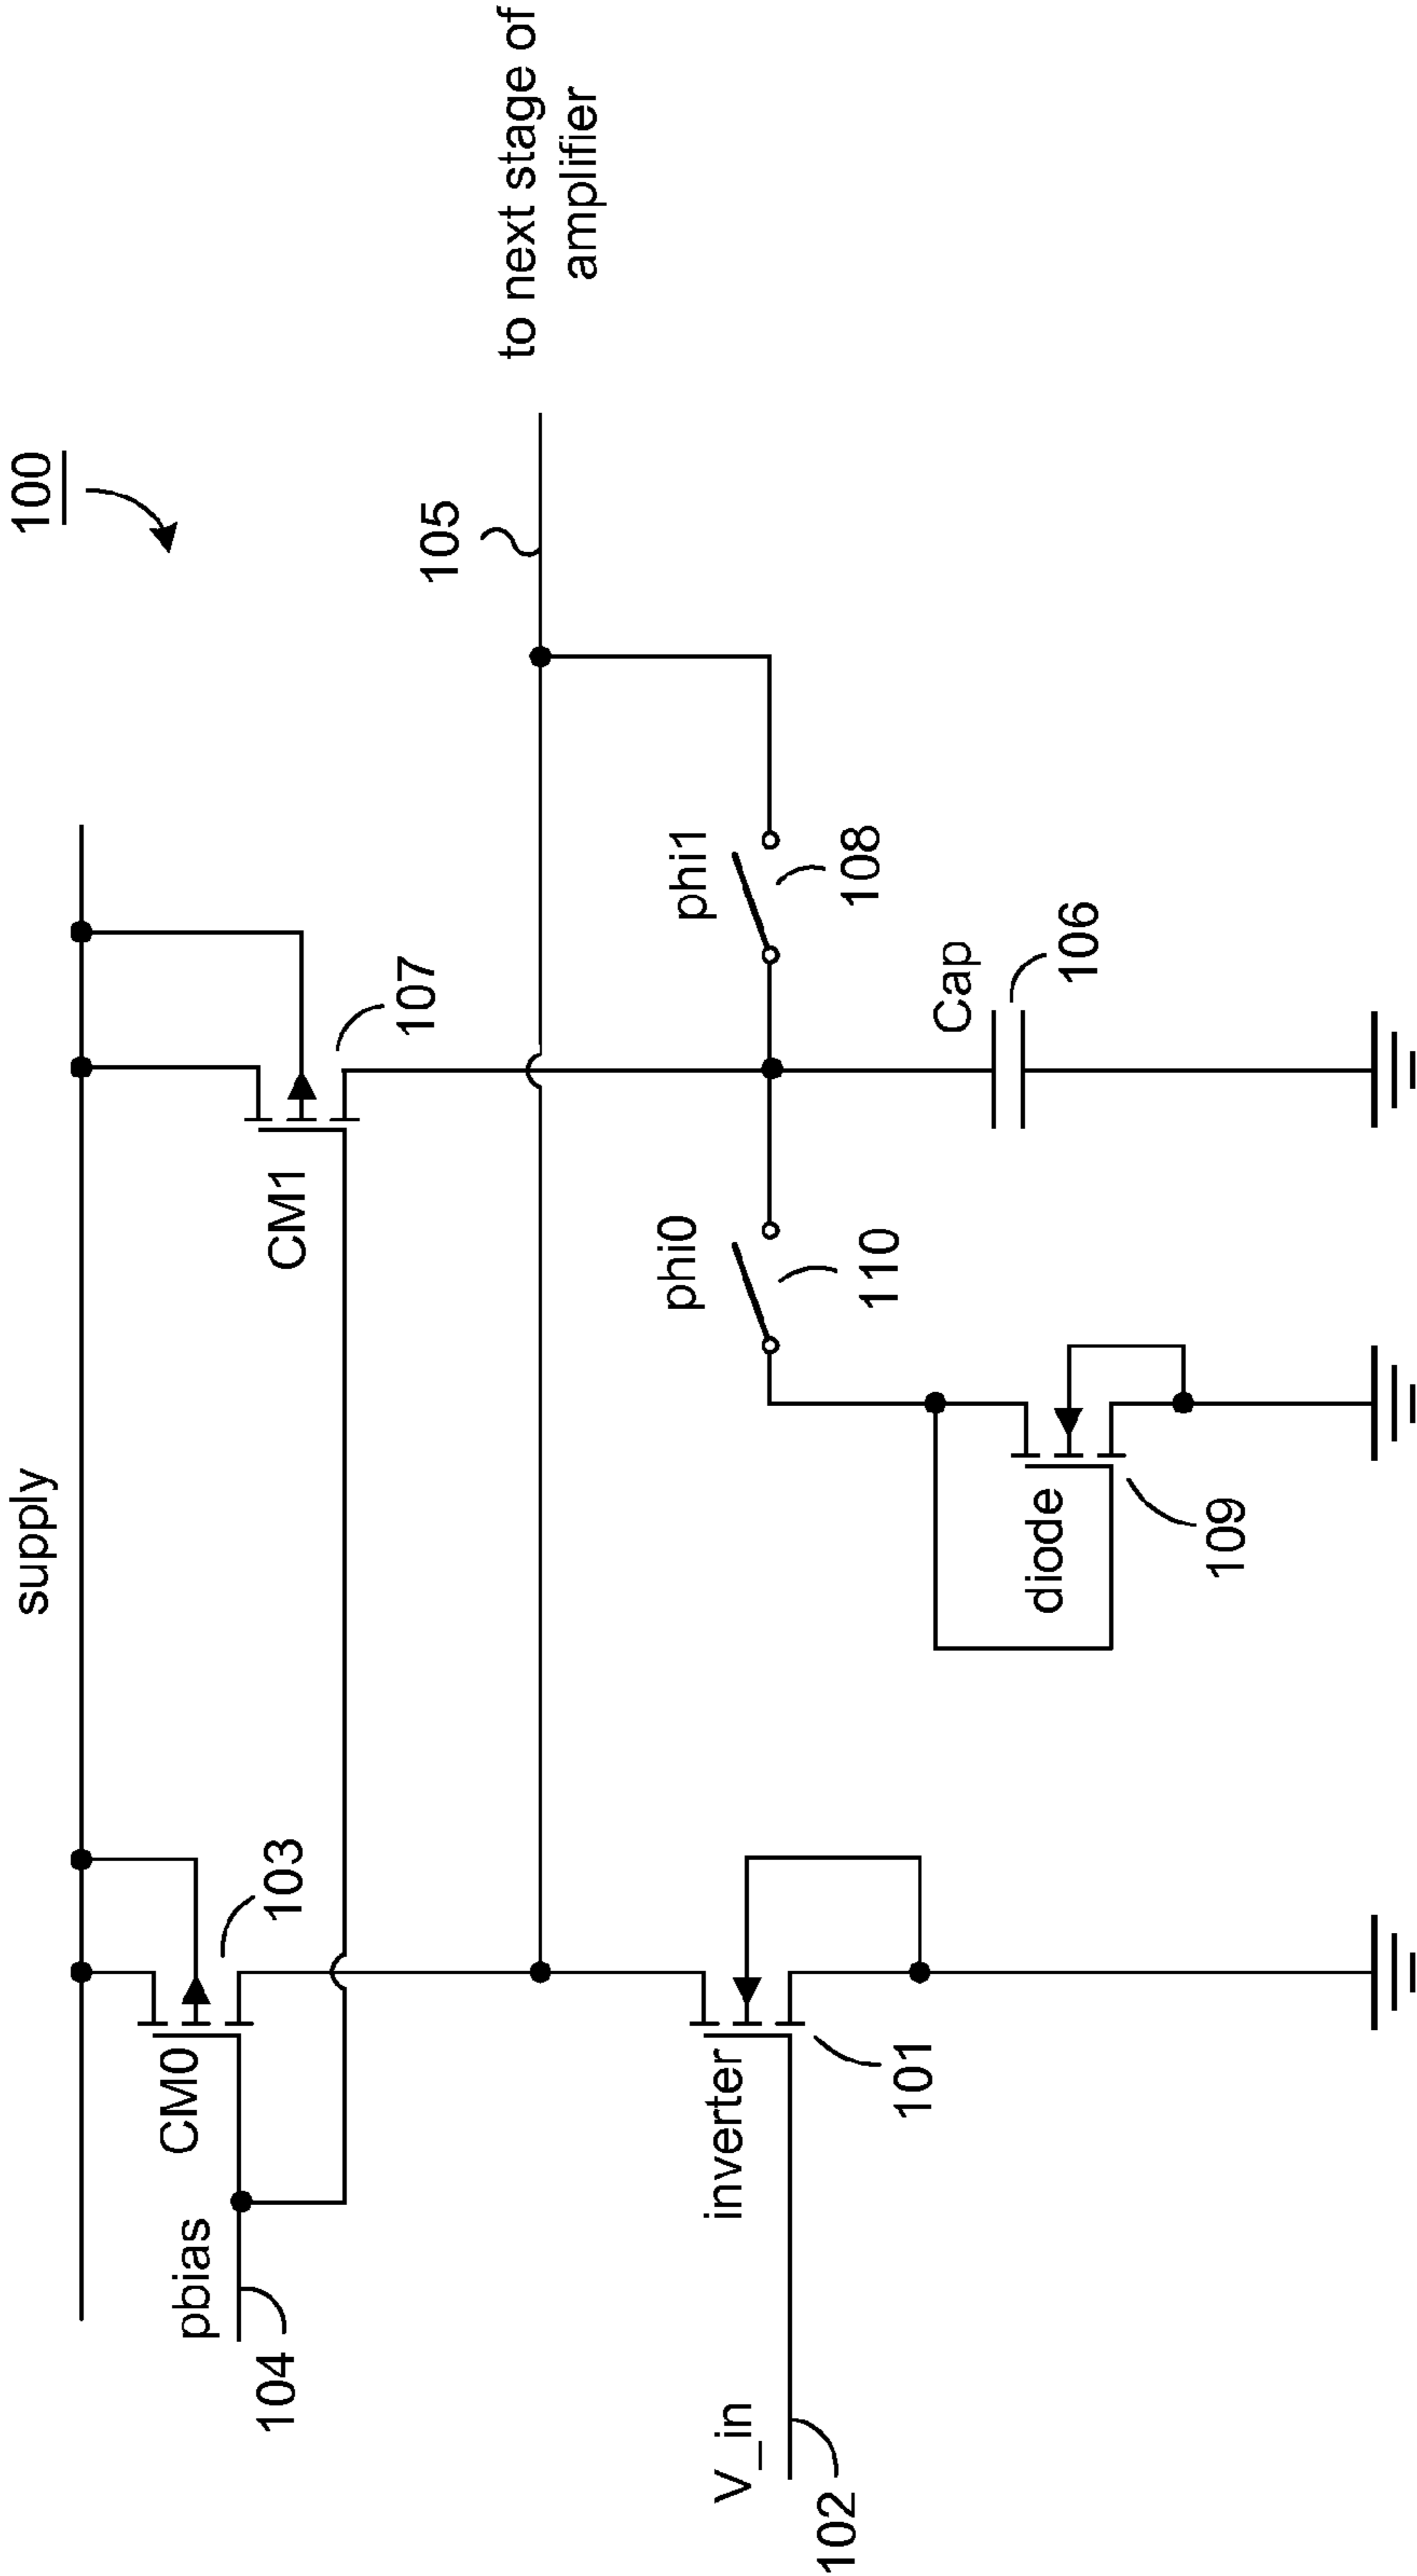 100
supply
CM0
103
pbias
104
CM1
107
105
to next stage of
amplifier
phi0
110
phi1
108
Cap
106
inverter
101
V_in
102
diode
109